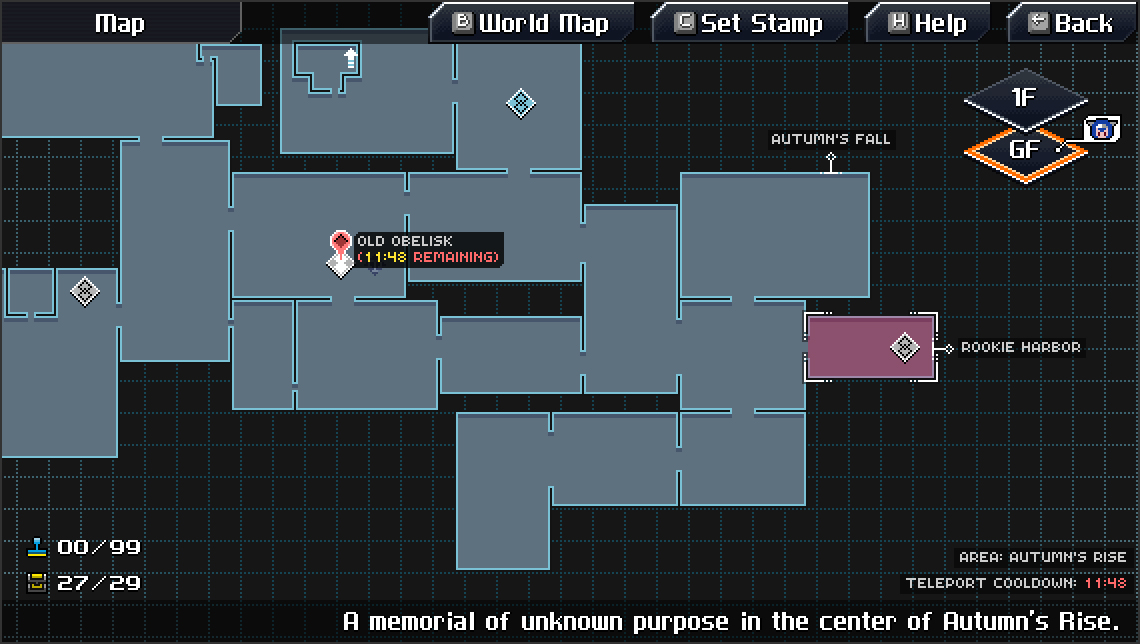 Map
B World Map
C Set Stamp
H Help
← Back
1F
GF
AUTUMN'S FALL
OLD OBELISK
(11:48 REMAINING)
ROOKIE HARBOR
00/99
27/29
AREA: AUTUMN'S RISE
TELEPORT COOLDOWN: 11:48
A memorial of unknown purpose in the center of Autumn's Rise.